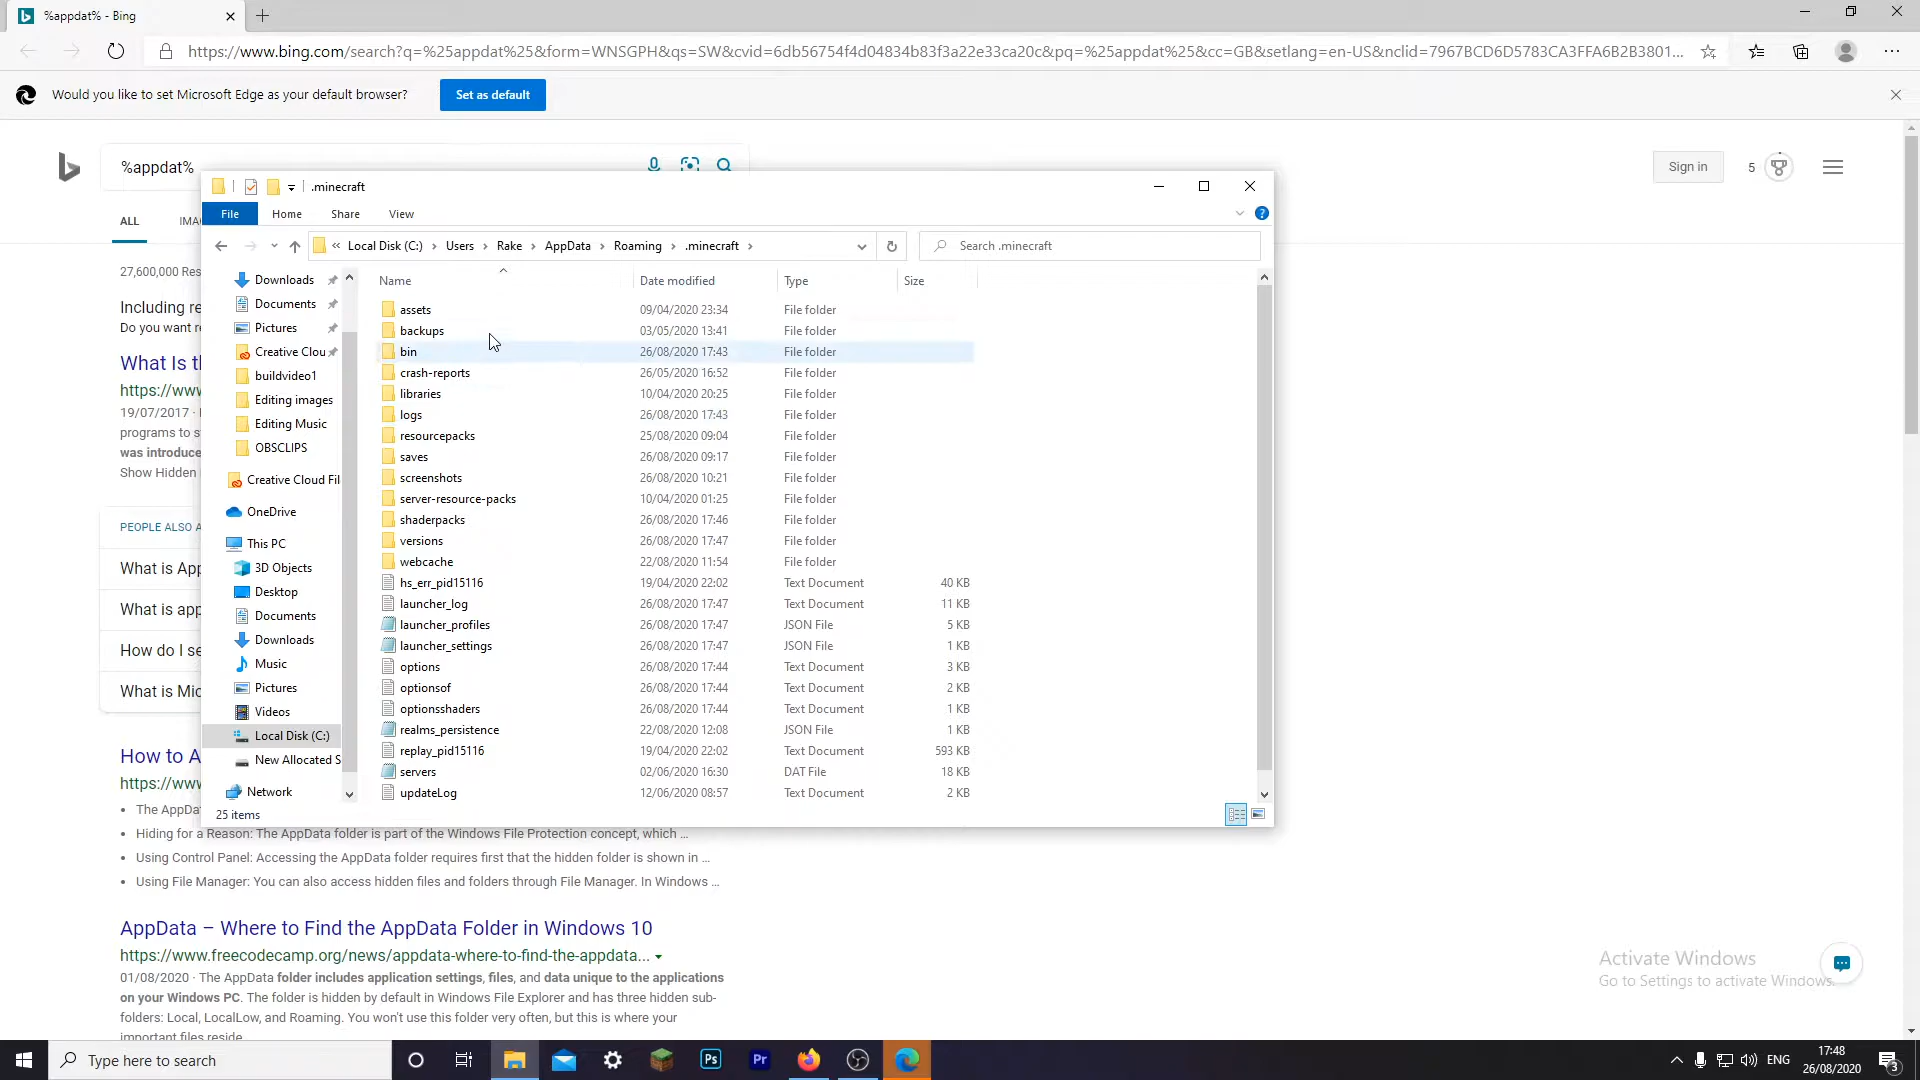 %appdat% - Bing
https://www.bing.com/search?q=%25appdat%25&form=WNSGPH&qs=SW&cvid=6db56754f4d04834b83f3a22e33ca20c&pq=%25appdat%25&cc=GB&setlang=en-US&nclid=7967BCD6D5783CA3FFA6B2B3801...
Would you like to set Microsoft Edge as your default browser?
Set as default
%appdat%
Sign in
5
ALL
27,600,000
Including
Do you want
What Is
https://
19/07/2017
programs to
was introduce
Show Hidden
PEOPLE ALSO
What is
What is
How do I
What is
How to
https://
• The
• Hiding for a Reason: The AppData folder is part of the Windows File Protection concept, which ...
• Using Control Panel: Accessing the AppData folder requires first that the hidden folder is shown in ...
• Using File Manager: You can also access hidden files and folders through File Manager. In Windows ...
AppData – Where to Find the AppData Folder in Windows 10
https://www.freecodecamp.org/news/appdata-where-to-find-the-appdata...
01/08/2020 · The AppData folder includes application settings, files, and data unique to the applications
on your Windows PC. The folder is hidden by default in Windows File Explorer and has three hidden sub-
folders: Local, LocalLow, and Roaming. You won't use this folder very often, but this is where your
important files reside.
.minecraft
File Home Share View
« Local Disk (C:) › Users › Rake › AppData › Roaming › .minecraft ›
Search .minecraft
Downloads
Documents
Pictures
Creative Clou
buildvideo1
Editing images
Editing Music
OBSCLIPS
Creative Cloud Fil
OneDrive
This PC
3D Objects
Desktop
Documents
Downloads
Music
Pictures
Videos
Local Disk (C:)
New Allocated S
Network
Name Date modified Type Size
assets 09/04/2020 23:34 File folder
backups 03/05/2020 13:41 File folder
bin 26/08/2020 17:43 File folder
crash-reports 26/05/2020 16:52 File folder
libraries 10/04/2020 20:25 File folder
logs 26/08/2020 17:43 File folder
resourcepacks 25/08/2020 09:04 File folder
saves 26/08/2020 09:17 File folder
screenshots 26/08/2020 10:21 File folder
server-resource-packs 10/04/2020 01:25 File folder
shaderpacks 26/08/2020 17:46 File folder
versions 26/08/2020 17:47 File folder
webcache 22/08/2020 11:54 File folder
hs_err_pid15116 19/04/2020 22:02 Text Document 40 KB
launcher_log 26/08/2020 17:47 Text Document 11 KB
launcher_profiles 26/08/2020 17:47 JSON File 5 KB
launcher_settings 26/08/2020 17:47 JSON File 1 KB
options 26/08/2020 17:44 Text Document 3 KB
optionsof 26/08/2020 17:44 Text Document 2 KB
optionsshaders 26/08/2020 17:44 Text Document 1 KB
realms_persistence 22/08/2020 12:08 JSON File 1 KB
replay_pid15116 19/04/2020 22:02 Text Document 593 KB
servers 02/06/2020 16:30 DAT File 18 KB
updateLog 12/06/2020 08:57 Text Document 2 KB
25 items
Activate Windows
Go to Settings to activate Windows.
Type here to search
Ps
Pr
ENG
17:48
26/08/2020
3